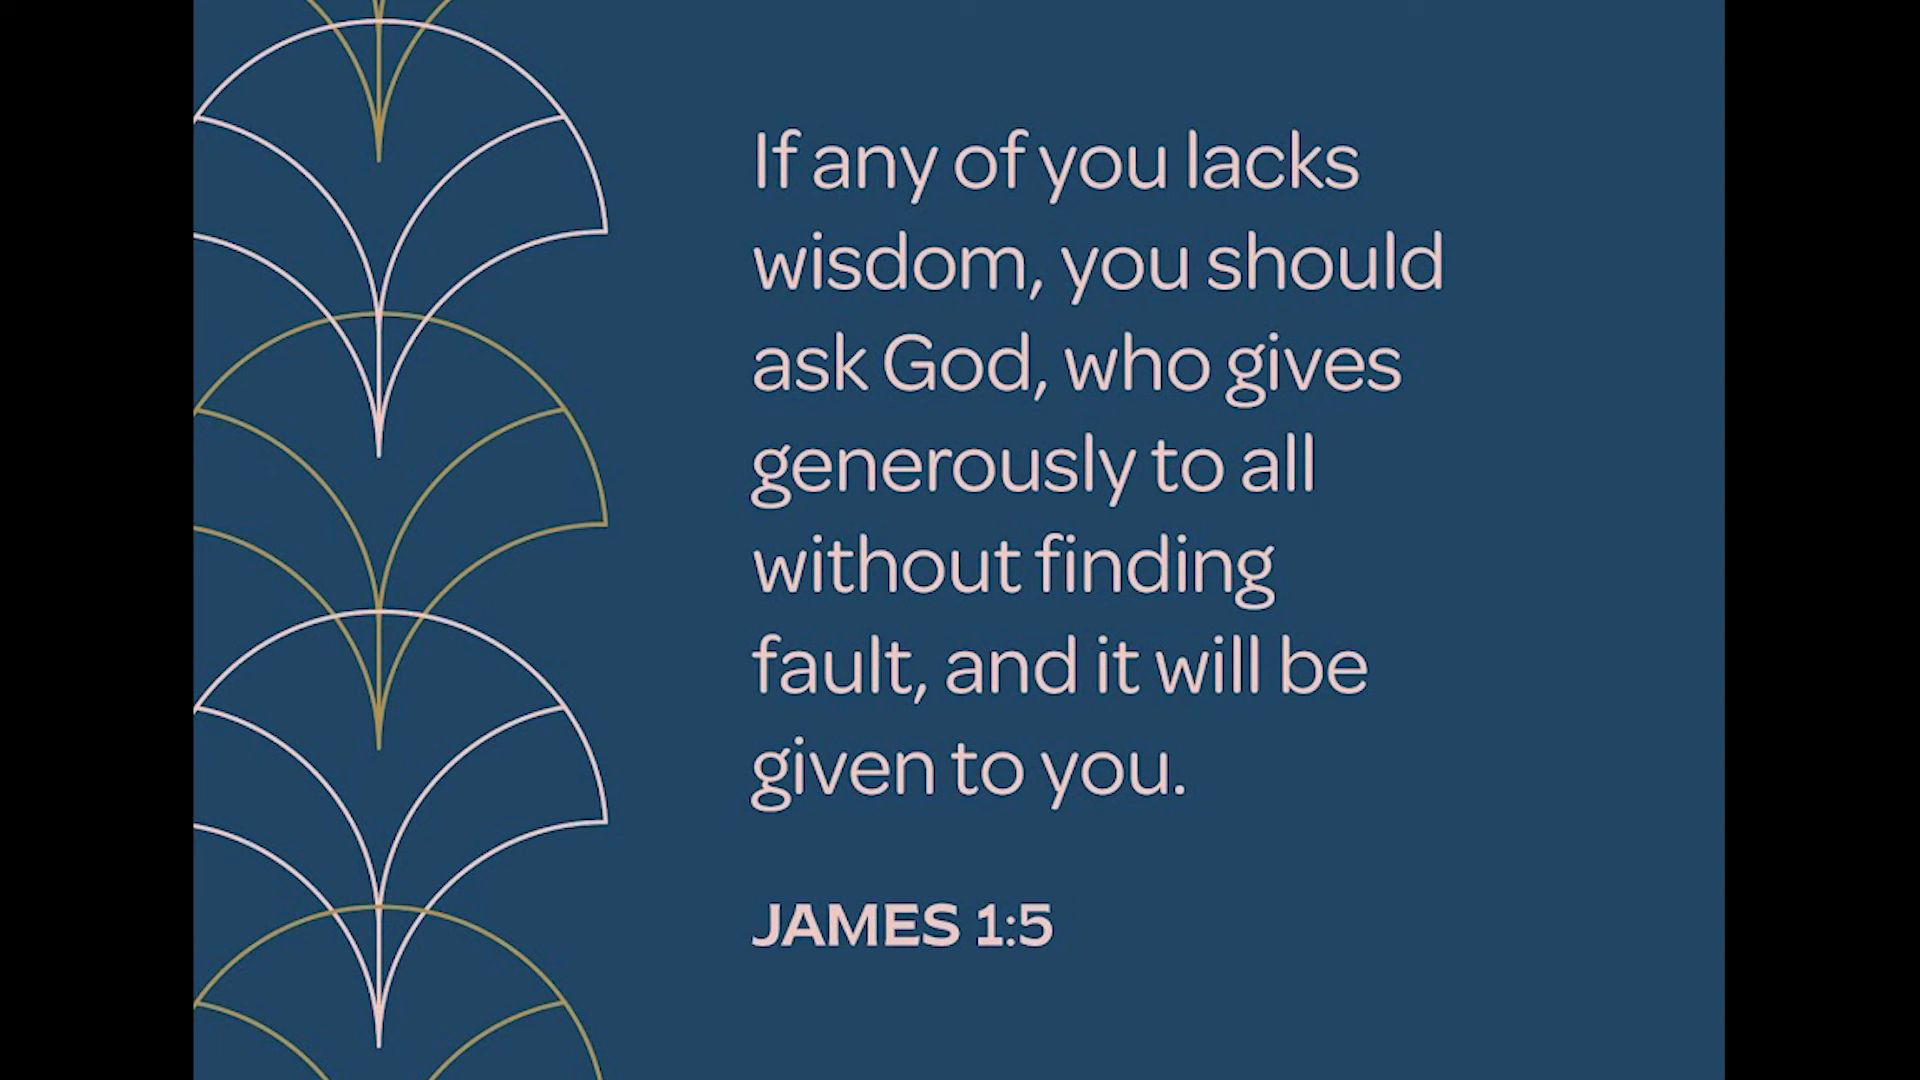 If any of you lacks
wisdom, you should
ask God, who gives
generously to all
without finding
fault, and it will be
given to you.
JAMES 1:5